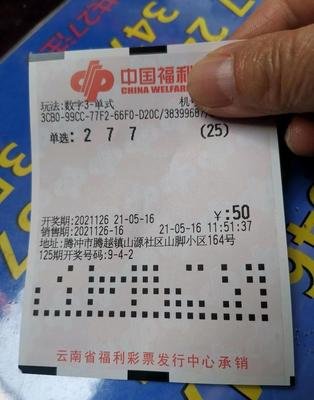 中国福利
CHINA WELFARE
玩法:数字3-单式 机
3CB0-99CC-77F2-66F0-D20C/38399687/
单选: 2 7 7 (25)
开奖期:2021126 21-05-16 ¥:50
销售期:2021126-16 21-05-16 11:51:37
地址:腾冲市腾越镇山源社区山脚小区164号
125期开奖号码:9-4-2
云南省福利彩票发行中心承销